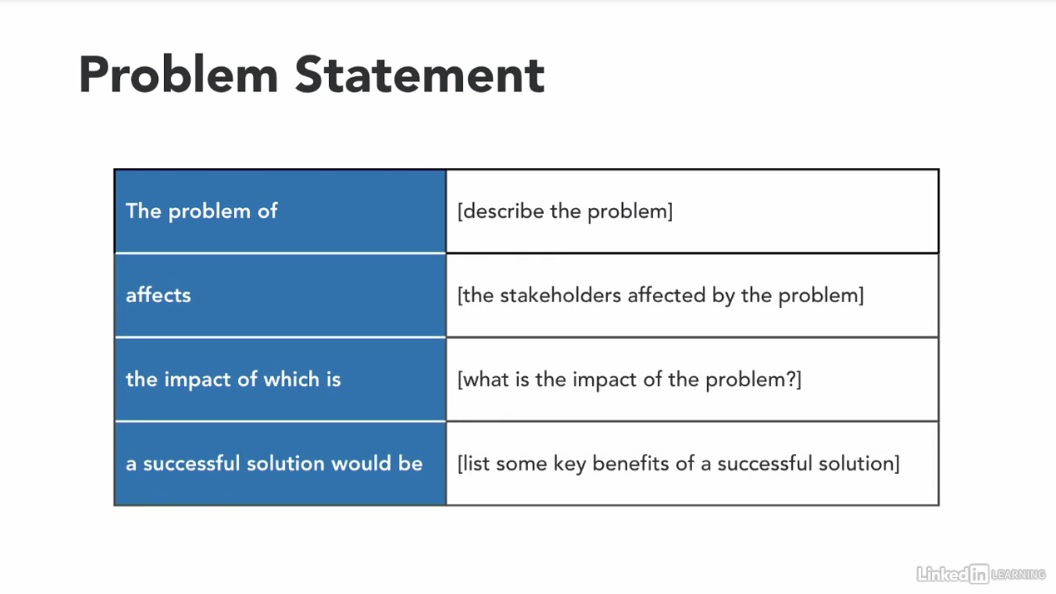 Problem Statement
The problem of
[describe the problem]
affects
[the stakeholders affected by the problem]
the impact of which is
[what is the impact of the problem?]
a successful solution would be
[list some key benefits of a successful solution]
Linked in LEARNING